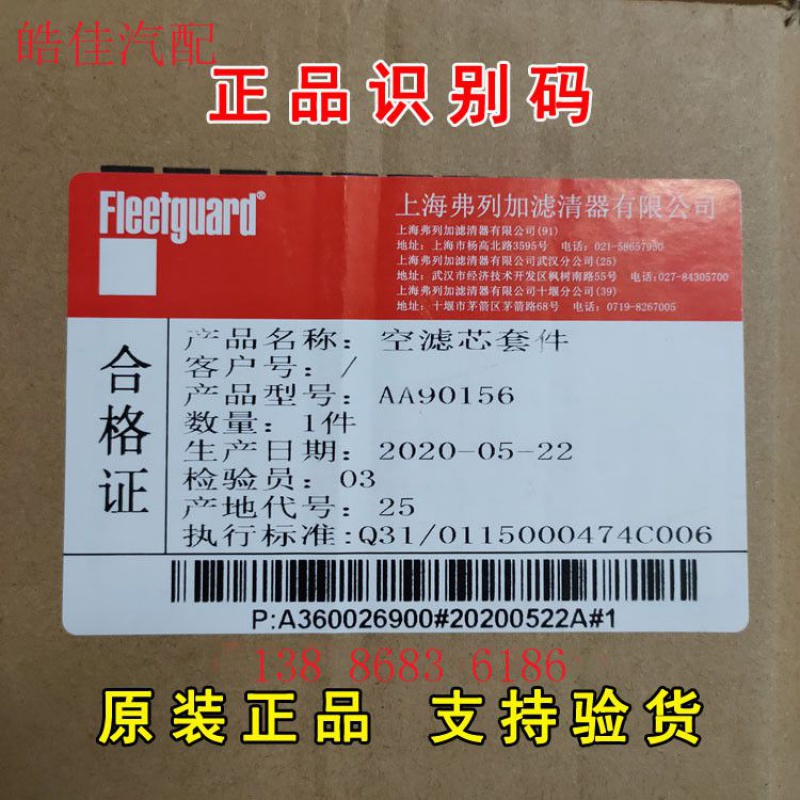 皓佳汽配
正品识别码
Fleetguard®
上海弗列加滤清器有限公司
上海弗列加滤清器有限公司(91)
地址：上海市杨高北路3595号 电话：021-58657950
上海弗列加滤清器有限公司武汉分公司(25)
地址：武汉市经济技术开发区枫树南路55号 电话：027-84305700
上海弗列加滤清器有限公司十堰分公司(39)
地址：十堰市茅箭区茅箭路68号 电话：0719-8267005
合格证
产品名称：空滤芯套件
客户号：/
产品型号：AA90156
数量：1件
生产日期：2020-05-22
检验员：03
产地代号：25
执行标准:Q31/0115000474C006
P:A360026900#20200522A#1
138 8683 6186
原装正品 支持验货